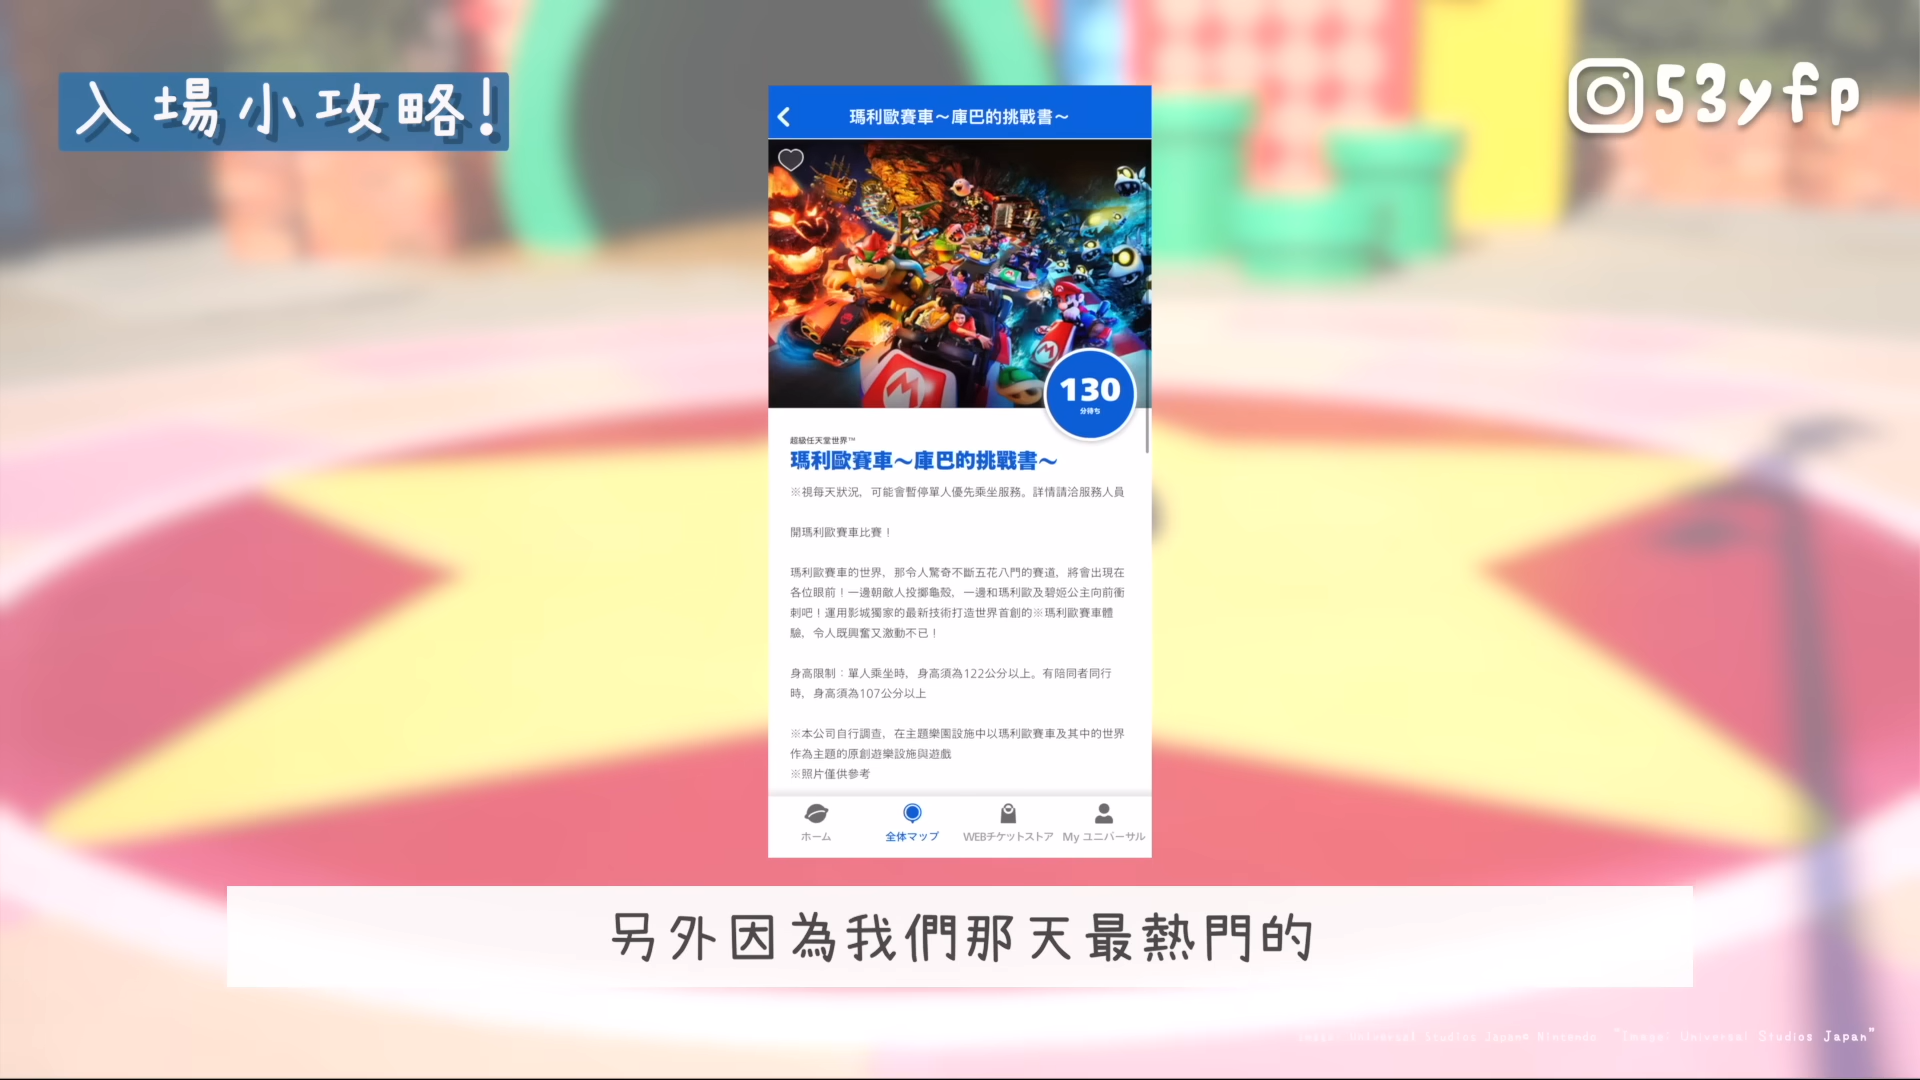 入場小攻略!
53yfp
瑪利歐賽車～庫巴的挑戰書～
130
分待ち
超級任天堂世界™
瑪利歐賽車～庫巴的挑戰書～
※視每天狀況，可能會暫停單人優先乘坐服務。詳情請洽服務人員
開瑪利歐賽車比賽！
瑪利歐賽車的世界，那令人驚奇不斷五花八門的賽道，將會出現在
各位眼前！一邊朝敵人投擲龜殼，一邊和瑪利歐及碧姬公主向前衝
刺吧！運用影城獨家的最新技術打造世界首創的※瑪利歐賽車體
驗，令人既興奮又激動不已！
身高限制：單人乘坐時，身高須為122公分以上。有陪同者同行
時，身高須為107公分以上
※本公司自行調查，在主題樂園設施中以瑪利歐賽車及其中的世界
作為主題的原創遊樂設施與遊戲
※照片僅供參考
ホーム
全体マップ
WEBチケットストア
My ユニバーサル
另外因為我們那天最熱門的
Image: Universal Studios Japan© Nintendo "Image: Universal Studios Japan"